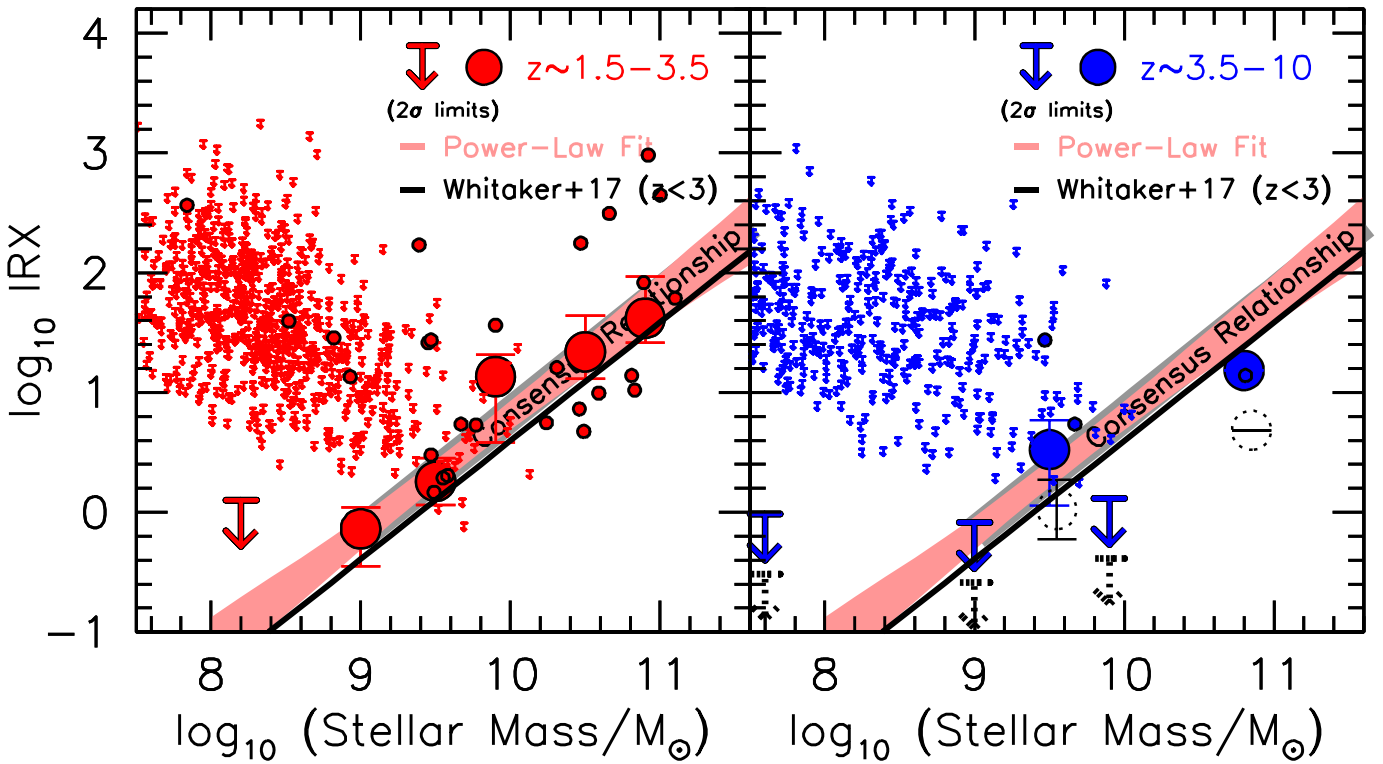 4
3
2
1
0
−1
log10 IRX
z~1.5−3.5
(2σ limits)
Power−Law Fit
Whitaker+17 (z<3)
Consensus Relationship
8
9
10
11
log10 (Stellar Mass/M⊙)
z~3.5−10
(2σ limits)
Power−Law Fit
Whitaker+17 (z<3)
Consensus Relationship
8
9
10
11
log10 (Stellar Mass/M⊙)